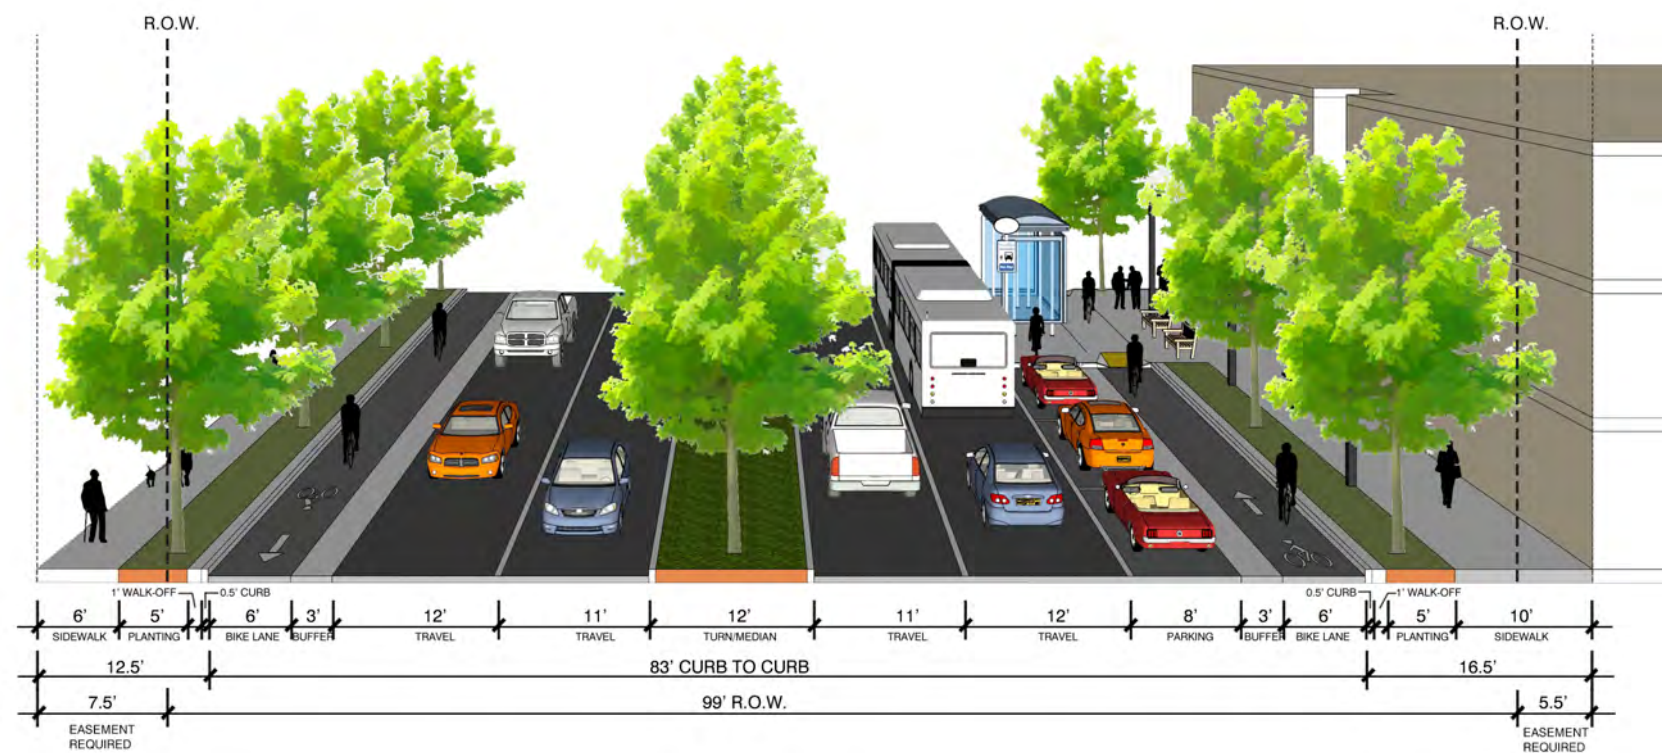 R.O.W.
R.O.W.
1' WALK-OFF
0.5' CURB
0.5' CURB
1' WALK-OFF
6'
5'
6'
3'
12'
11'
12'
11'
12'
8'
3'
6'
5'
10'
SIDEWALK
PLANTING
BIKE LANE
BUFFER
TRAVEL
TRAVEL
TURN/MEDIAN
TRAVEL
TRAVEL
PARKING
BUFFER
BIKE LANE
PLANTING
SIDEWALK
12.5'
83' CURB TO CURB
16.5'
7.5'
99' R.O.W.
5.5'
EASEMENT
REQUIRED
EASEMENT
REQUIRED